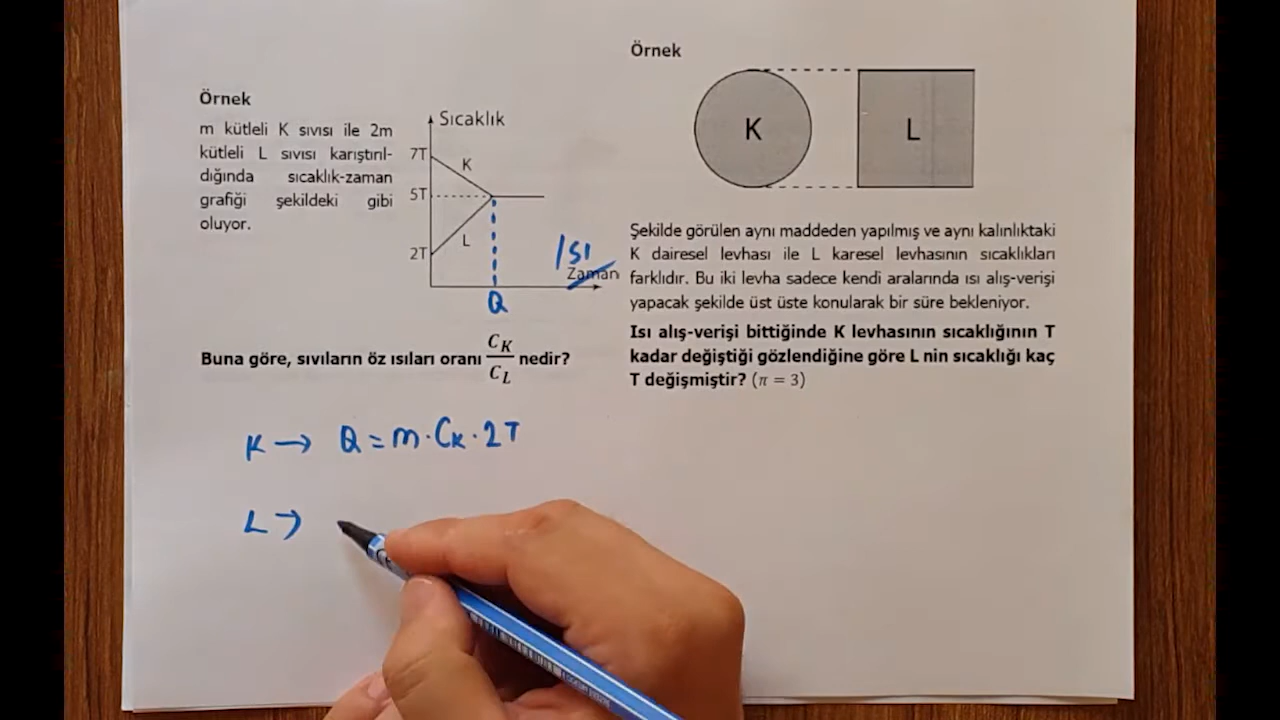 Örnek
m kütleli K sıvısı ile 2m
kütleli L sıvısı karıştırıl-
dığında sıcaklık-zaman
grafiği şekildeki gibi
oluyor.
Sıcaklık
7T
K
5T
L
2T
Isı
Zaman
Q
Buna göre, sıvıların öz ısıları oranı C_K/C_L nedir?
K → Q = m · C_K · 2T
L →
Örnek
K
L
Şekilde görülen aynı maddeden yapılmış ve aynı kalınlıktaki
K dairesel levhası ile L karesel levhasının sıcaklıkları
farklıdır. Bu iki levha sadece kendi aralarında ısı alış-verişi
yapacak şekilde üst üste konularak bir süre bekleniyor.
Isı alış-verişi bittiğinde K levhasının sıcaklığının T
kadar değiştiği gözlendiğine göre L nin sıcaklığı kaç
T değişmiştir? (π = 3)